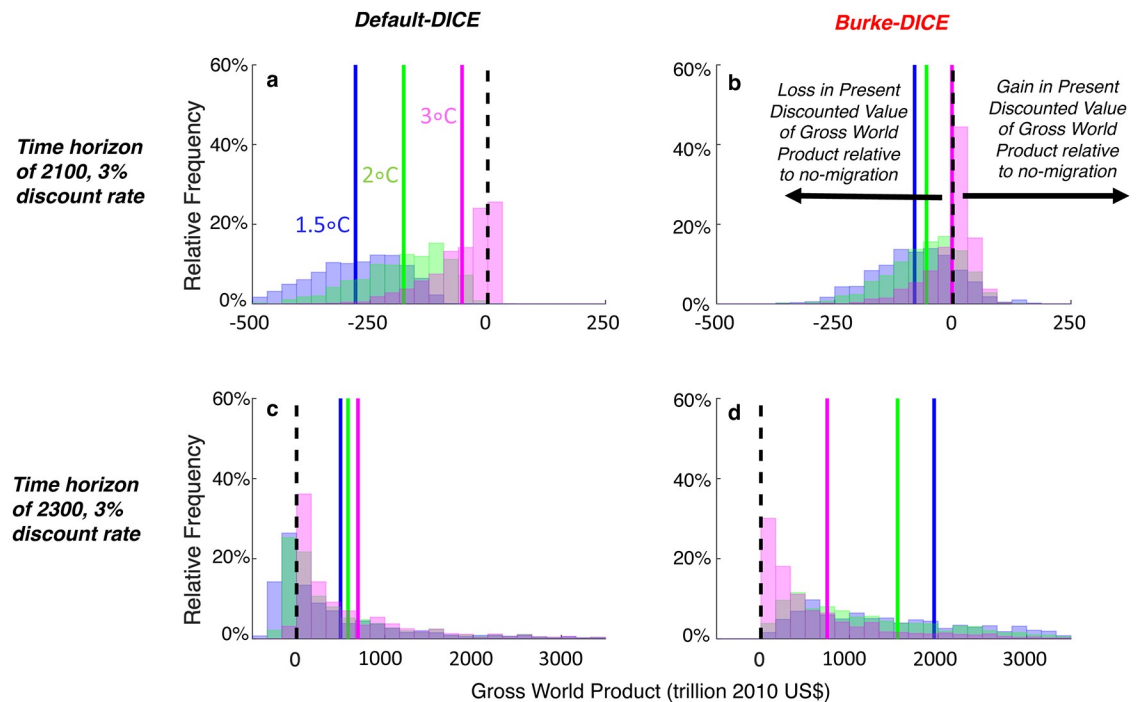 Default-DICE
Burke-DICE
Time horizon
of 2100, 3%
discount rate
Relative Frequency
60%
40%
20%
0%
a
1.5∘C
2∘C
3∘C
-500
-250
0
250
60%
40%
20%
0%
b
Loss in Present
Discounted Value
of Gross World
Product relative
to no-migration
Gain in Present
Discounted Value
of Gross World
Product relative
to no-migration
-500
-250
0
250
Time horizon
of 2300, 3%
discount rate
Relative Frequency
60%
40%
20%
0%
c
0
1000
2000
3000
60%
40%
20%
0%
d
0
1000
2000
3000
Gross World Product (trillion 2010 US$)